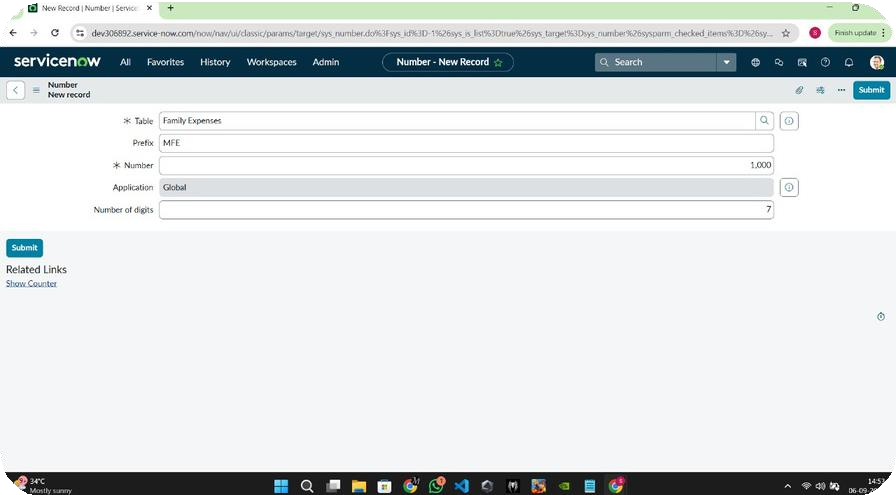 New Record | Number | Service
dev306892.service-now.com/now/nav/ui/classic/params/target/sys_number.do%3Fsys_id%3D-1%26sys_is_list%3Dtrue%26sys_target%3Dsys_number%26sysparm_checked_items%3D%26sy...
S
Finish update
servicenow
All
Favorites
History
Workspaces
Admin
Number - New Record
Search
Number
New record
Submit
Table
Family Expenses
Prefix
MFE
Number
1,000
Application
Global
Number of digits
7
Submit
Related Links
Show Counter
34°C
Mostly sunny
14:53
06-09-